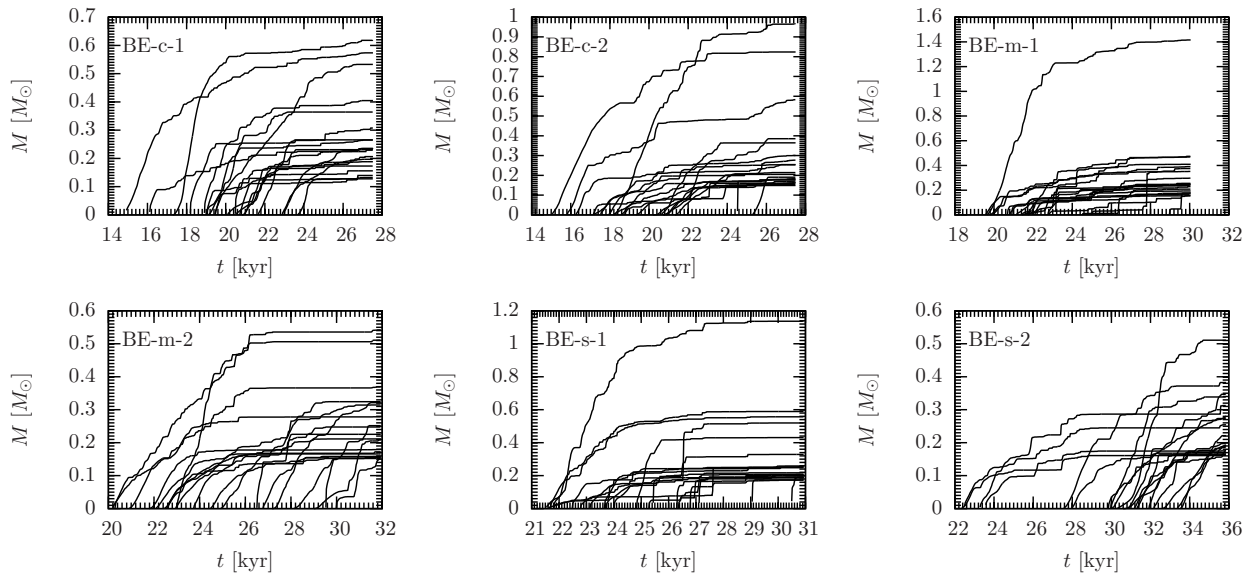 0.7
0.6
0.5
0.4
0.3
0.2
0.1
0
M [M⊙]
BE-c-1
14 16 18 20 22 24 26 28
t [kyr]
1
0.9
0.8
0.7
0.6
0.5
0.4
0.3
0.2
0.1
0
M [M⊙]
BE-c-2
14 16 18 20 22 24 26 28
t [kyr]
1.6
1.4
1.2
1
0.8
0.6
0.4
0.2
0
M [M⊙]
BE-m-1
18 20 22 24 26 28 30 32
t [kyr]
0.6
0.5
0.4
0.3
0.2
0.1
0
M [M⊙]
BE-m-2
20 22 24 26 28 30 32
t [kyr]
1.2
1
0.8
0.6
0.4
0.2
0
M [M⊙]
BE-s-1
21 22 23 24 25 26 27 28 29 30 31
t [kyr]
0.6
0.5
0.4
0.3
0.2
0.1
0
M [M⊙]
BE-s-2
22 24 26 28 30 32 34 36
t [kyr]